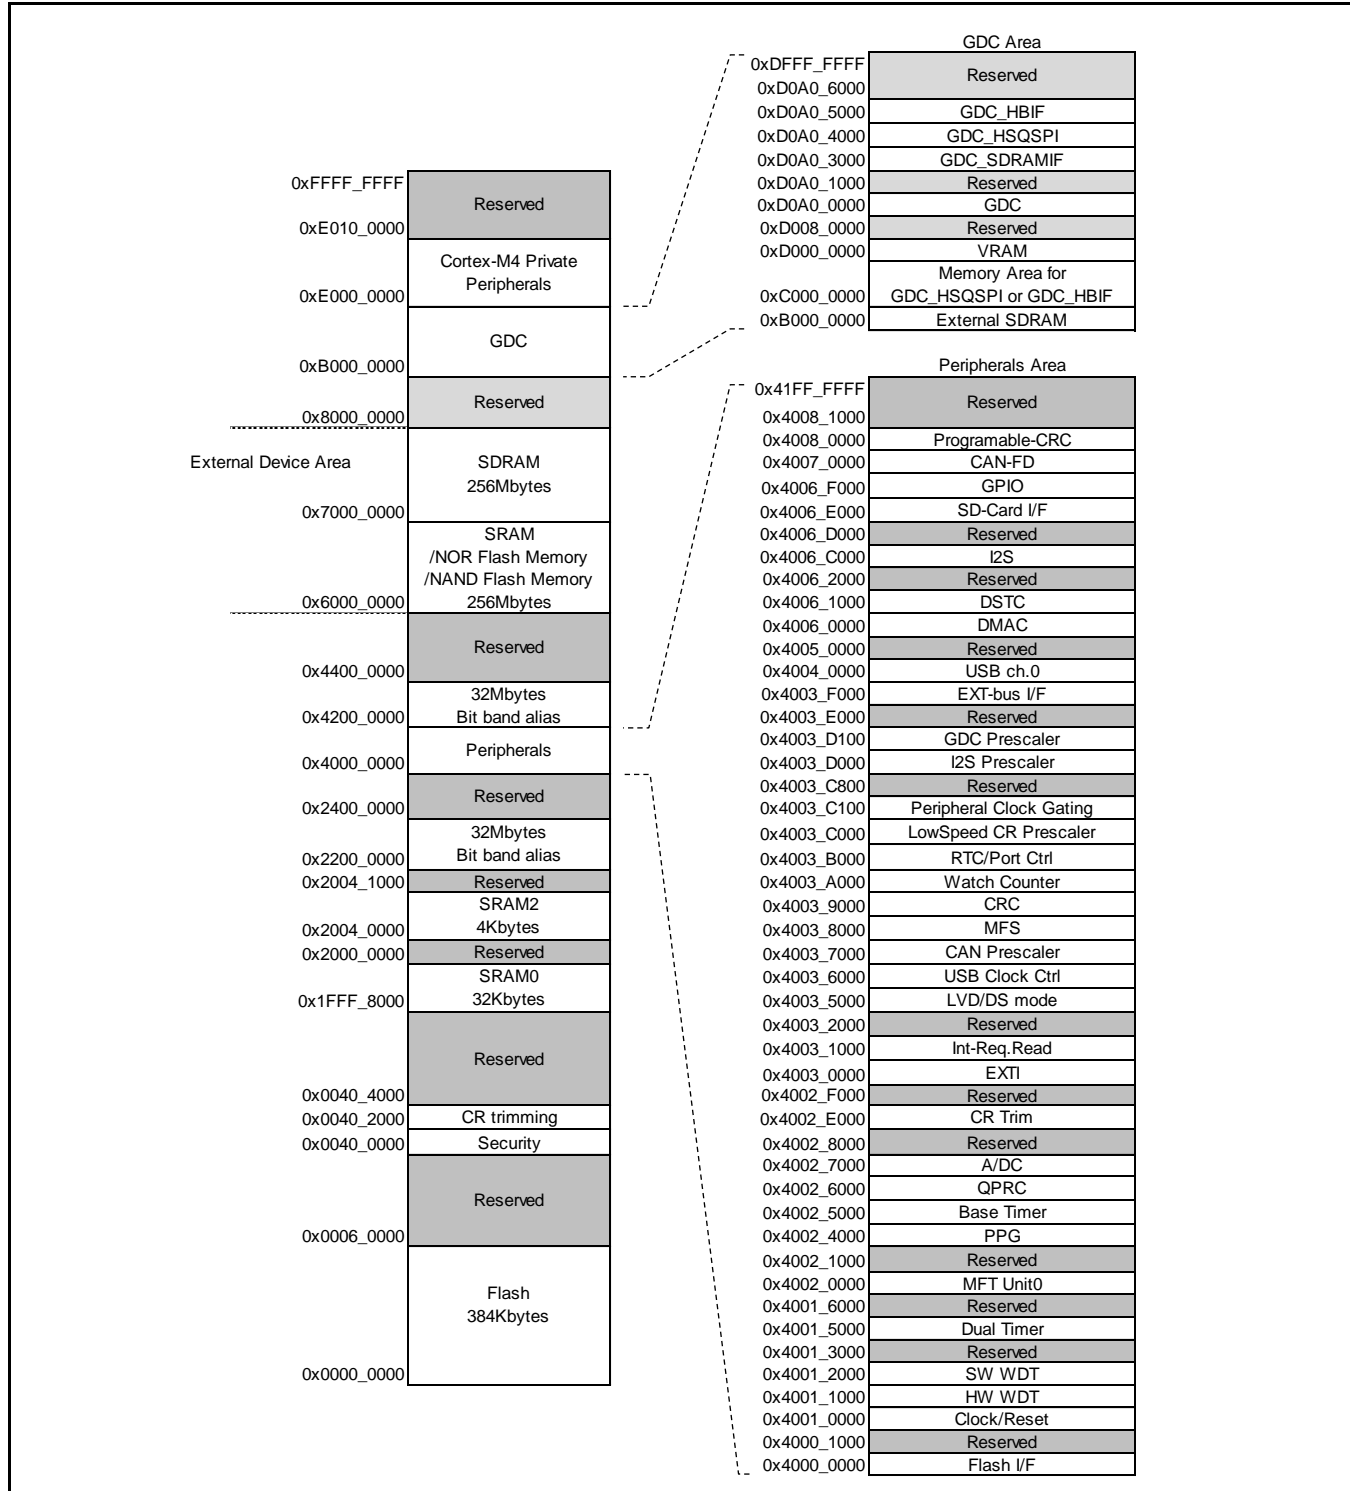 0xFFFF_FFFF
Reserved
0xE010_0000
Cortex-M4 Private
Peripherals
0xE000_0000
GDC
0xB000_0000
Reserved
0x8000_0000
External Device Area
SDRAM
256Mbytes
0x7000_0000
SRAM
/NOR Flash Memory
/NAND Flash Memory
0x6000_0000 256Mbytes
Reserved
0x4400_0000
32Mbytes
0x4200_0000 Bit band alias
Peripherals
0x4000_0000
Reserved
0x2400_0000
32Mbytes
0x2200_0000 Bit band alias
0x2004_1000 Reserved
SRAM2
0x2004_0000 4Kbytes
0x2000_0000 Reserved
SRAM0
0x1FFF_8000 32Kbytes
Reserved
0x0040_4000
0x0040_2000 CR trimming
0x0040_0000 Security
Reserved
0x0006_0000
Flash
384Kbytes
0x0000_0000
GDC Area
0xDFFF_FFFF
Reserved
0xD0A0_6000
0xD0A0_5000 GDC_HBIF
0xD0A0_4000 GDC_HSQSPI
0xD0A0_3000 GDC_SDRAMIF
0xD0A0_1000 Reserved
0xD0A0_0000 GDC
0xD008_0000 Reserved
0xD000_0000 VRAM
Memory Area for
0xC000_0000 GDC_HSQSPI or GDC_HBIF
0xB000_0000 External SDRAM
Peripherals Area
0x41FF_FFFF
Reserved
0x4008_1000
0x4008_0000 Programable-CRC
0x4007_0000 CAN-FD
0x4006_F000 GPIO
0x4006_E000 SD-Card I/F
0x4006_D000 Reserved
0x4006_C000 I2S
0x4006_2000 Reserved
0x4006_1000 DSTC
0x4006_0000 DMAC
0x4005_0000 Reserved
0x4004_0000 USB ch.0
0x4003_F000 EXT-bus I/F
0x4003_E000 Reserved
0x4003_D100 GDC Prescaler
0x4003_D000 I2S Prescaler
0x4003_C800 Reserved
0x4003_C100 Peripheral Clock Gating
0x4003_C000 LowSpeed CR Prescaler
0x4003_B000 RTC/Port Ctrl
0x4003_A000 Watch Counter
0x4003_9000 CRC
0x4003_8000 MFS
0x4003_7000 CAN Prescaler
0x4003_6000 USB Clock Ctrl
0x4003_5000 LVD/DS mode
0x4003_2000 Reserved
0x4003_1000 Int-Req.Read
0x4003_0000 EXTI
0x4002_F000 Reserved
0x4002_E000 CR Trim
0x4002_8000 Reserved
0x4002_7000 A/DC
0x4002_6000 QPRC
0x4002_5000 Base Timer
0x4002_4000 PPG
0x4002_1000 Reserved
0x4002_0000 MFT Unit0
0x4001_6000 Reserved
0x4001_5000 Dual Timer
0x4001_3000 Reserved
0x4001_2000 SW WDT
0x4001_1000 HW WDT
0x4001_0000 Clock/Reset
0x4000_1000 Reserved
0x4000_0000 Flash I/F